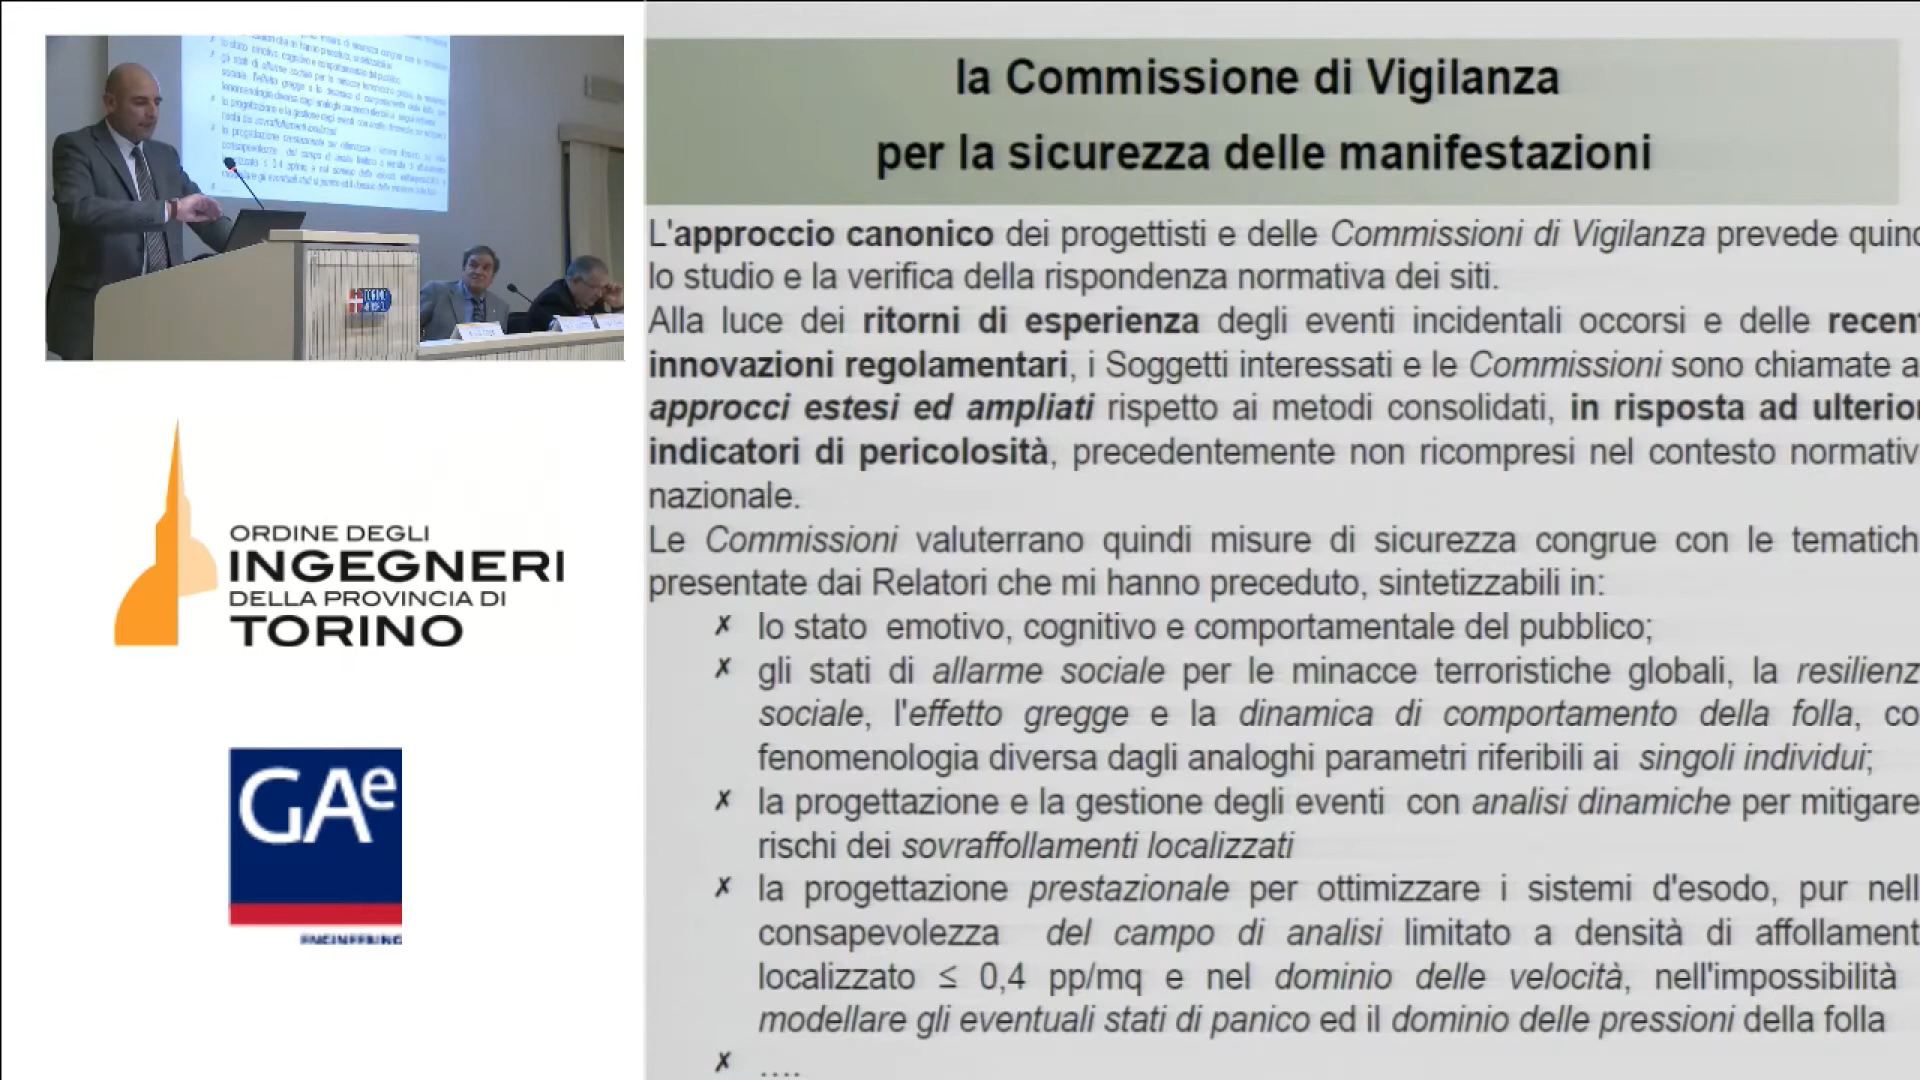 la Commissione di Vigilanza
per la sicurezza delle manifestazioni
L'approccio canonico dei progettisti e delle Commissioni di Vigilanza prevede quind
lo studio e la verifica della rispondenza normativa dei siti.
Alla luce dei ritorni di esperienza degli eventi incidentali occorsi e delle recent
innovazioni regolamentari, i Soggetti interessati e le Commissioni sono chiamate a
approcci estesi ed ampliati rispetto ai metodi consolidati, in risposta ad ulterior
indicatori di pericolosità, precedentemente non ricompresi nel contesto normativ
nazionale.
Le Commissioni valuterrano quindi misure di sicurezza congrue con le tematich
presentate dai Relatori che mi hanno preceduto, sintetizzabili in:
✗ lo stato emotivo, cognitivo e comportamentale del pubblico;
✗ gli stati di allarme sociale per le minacce terroristiche globali, la resilienz
sociale, l'effetto gregge e la dinamica di comportamento della folla, co
fenomenologia diversa dagli analoghi parametri riferibili ai singoli individui;
✗ la progettazione e la gestione degli eventi con analisi dinamiche per mitigare
rischi dei sovraffollamenti localizzati
✗ la progettazione prestazionale per ottimizzare i sistemi d'esodo, pur nell
consapevolezza del campo di analisi limitato a densità di affollament
localizzato ≤ 0,4 pp/mq e nel dominio delle velocità, nell'impossibilità
modellare gli eventuali stati di panico ed il dominio delle pressioni della folla
✗ ....
ORDINE DEGLI
INGEGNERI
DELLA PROVINCIA DI
TORINO
GAe
ENGINEERING